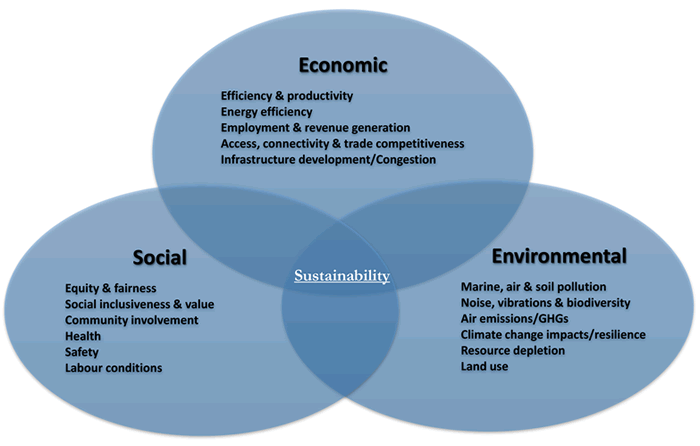 Economic
Efficiency & productivity
Energy efficiency
Employment & revenue generation
Access, connectivity & trade competitiveness
Infrastructure development/Congestion
Social
Equity & fairness
Social inclusiveness & value
Community involvement
Health
Safety
Labour conditions
Sustainability
Environmental
Marine, air & soil pollution
Noise, vibrations & biodiversity
Air emissions/GHGs
Climate change impacts/resilience
Resource depletion
Land use